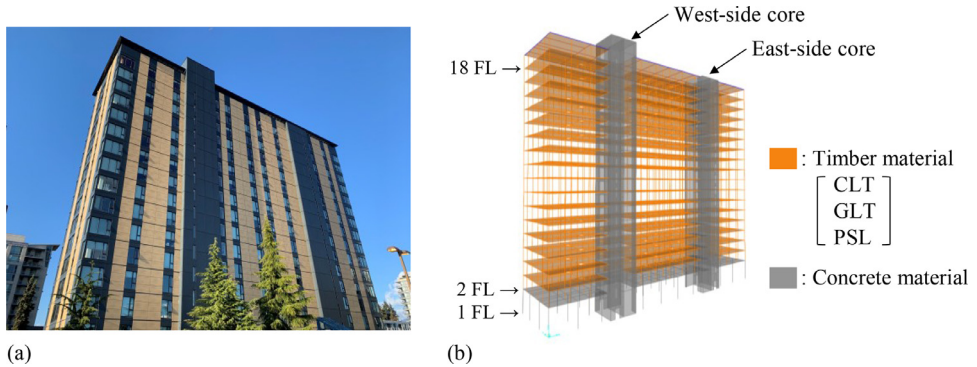 West-side core
East-side core
18 FL
: Timber material
CLT
GLT
PSL
2 FL
: Concrete material
1 FL
(a)
(b)